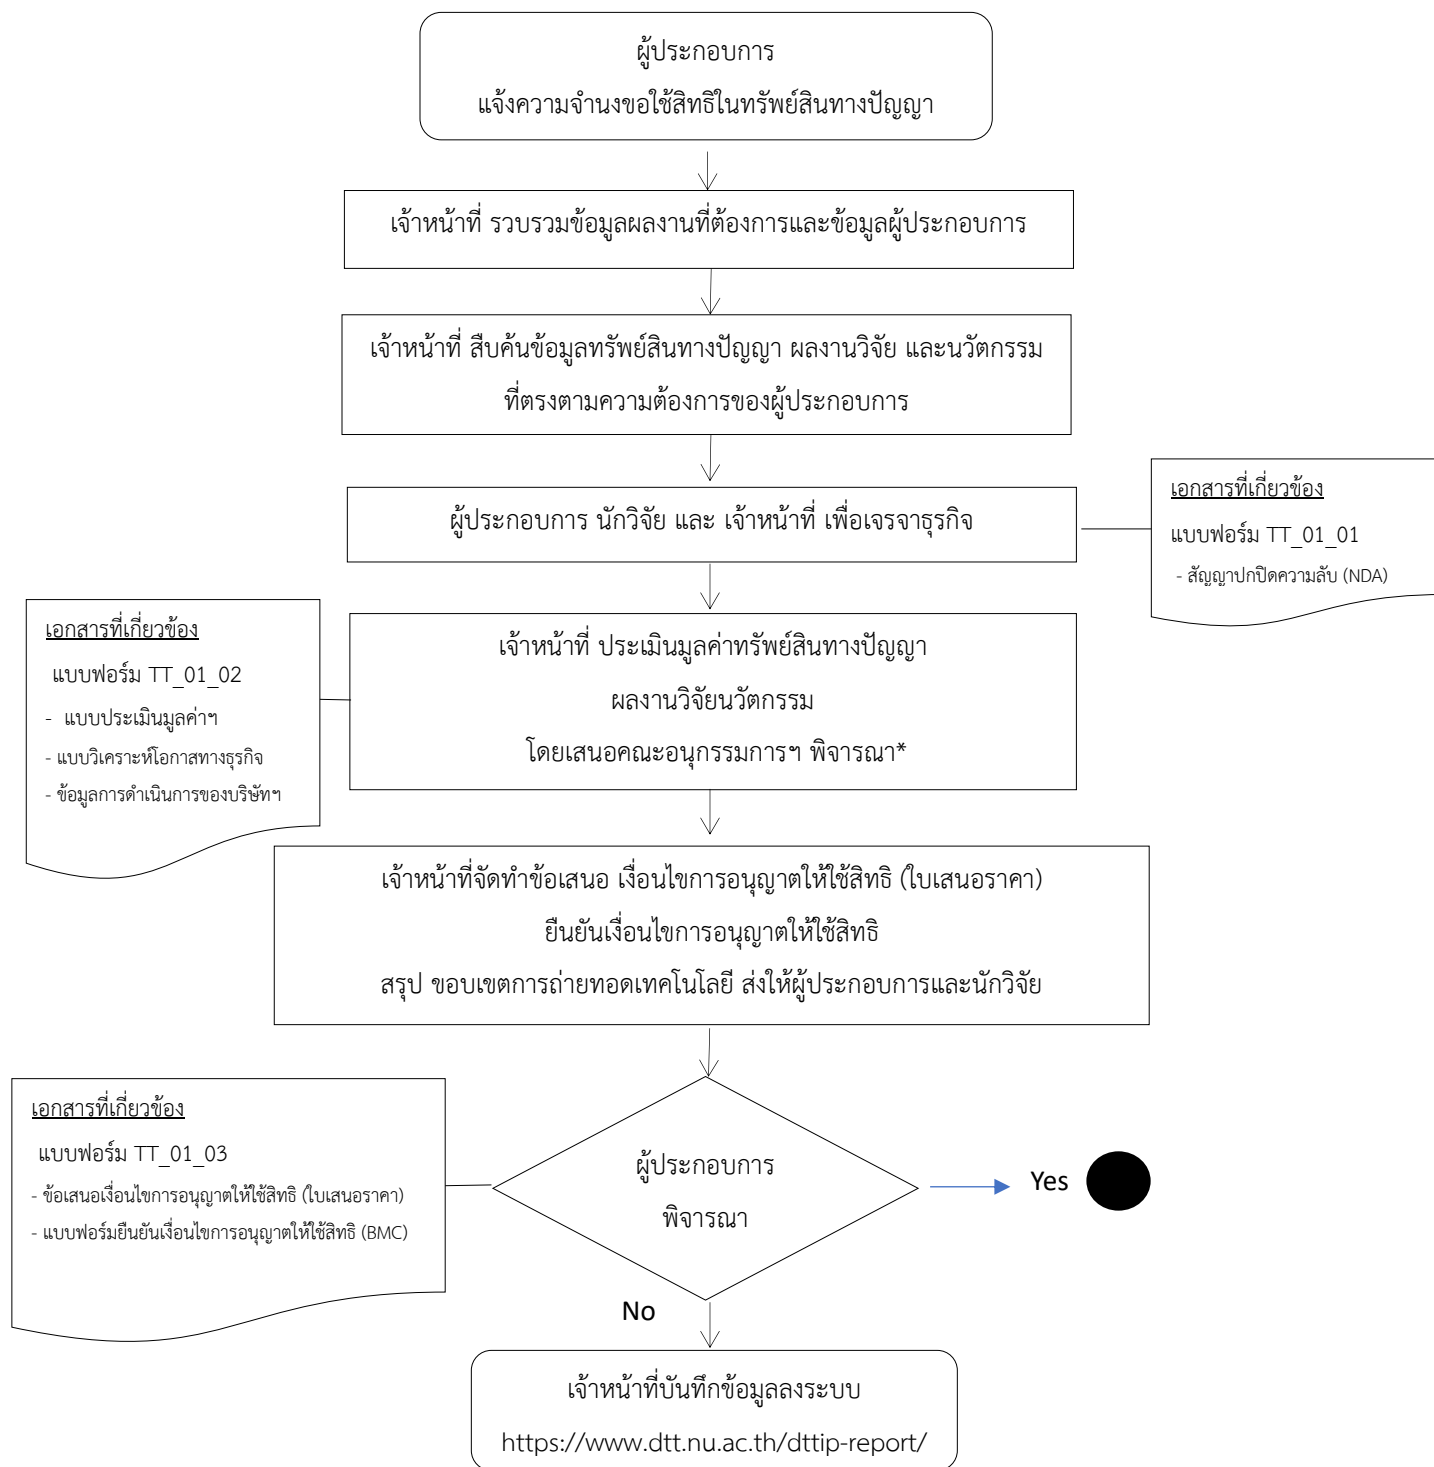 ผู้ประกอบการ
แจ้งความจำนงขอใช้สิทธิในทรัพย์สินทางปัญญา
เจ้าหน้าที่ รวบรวมข้อมูลผลงานที่ต้องการและข้อมูลผู้ประกอบการ
เจ้าหน้าที่ สืบค้นข้อมูลทรัพย์สินทางปัญญา ผลงานวิจัย และนวัตกรรม
ที่ตรงตามความต้องการของผู้ประกอบการ
ผู้ประกอบการ นักวิจัย และ เจ้าหน้าที่ เพื่อเจรจาธุรกิจ
เอกสารที่เกี่ยวข้อง
แบบฟอร์ม TT_01_01
- สัญญาปกปิดความลับ (NDA)
เอกสารที่เกี่ยวข้อง
แบบฟอร์ม TT_01_02
- แบบประเมินมูลค่าฯ
- แบบวิเคราะห์โอกาสทางธุรกิจ
- ข้อมูลการดำเนินการของบริษัทฯ
เจ้าหน้าที่ ประเมินมูลค่าทรัพย์สินทางปัญญา
ผลงานวิจัยนวัตกรรม
โดยเสนอคณะอนุกรรมการฯ พิจารณา*
เจ้าหน้าที่จัดทำข้อเสนอ เงื่อนไขการอนุญาตให้ใช้สิทธิ (ใบเสนอราคา)
ยืนยันเงื่อนไขการอนุญาตให้ใช้สิทธิ
สรุป ขอบเขตการถ่ายทอดเทคโนโลยี ส่งให้ผู้ประกอบการและนักวิจัย
เอกสารที่เกี่ยวข้อง
แบบฟอร์ม TT_01_03
- ข้อเสนอเงื่อนไขการอนุญาตให้ใช้สิทธิ (ใบเสนอราคา)
- แบบฟอร์มยืนยันเงื่อนไขการอนุญาตให้ใช้สิทธิ (BMC)
ผู้ประกอบการ
พิจารณา
Yes
No
เจ้าหน้าที่บันทึกข้อมูลลงระบบ
https://www.dtt.nu.ac.th/dttip-report/